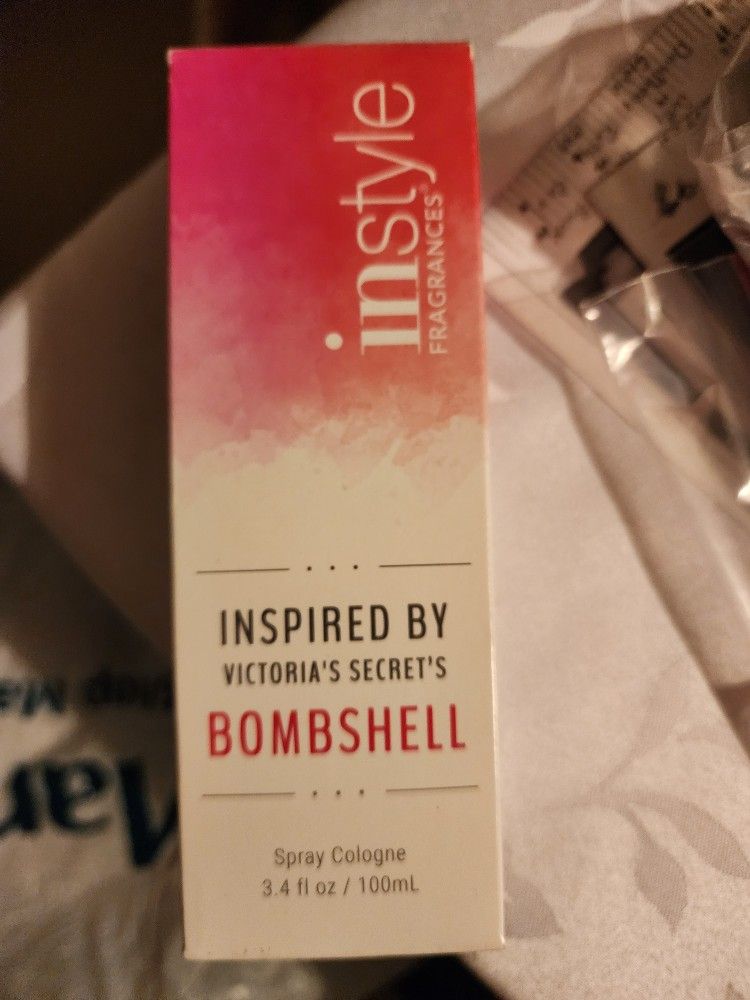 instyle
FRAGRANCES®
INSPIRED BY
VICTORIA'S SECRET'S
BOMBSHELL
Spray Cologne
3.4 fl oz / 100mL